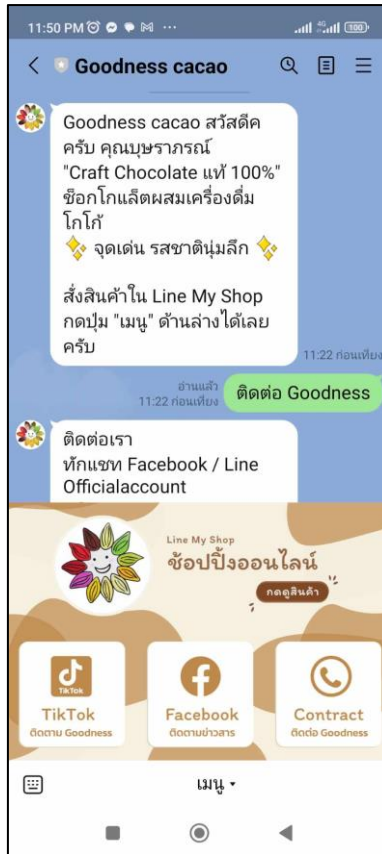 11:50 PM
4G
100
Goodness cacao
Goodness cacao สวัสดีค
ครับ คุณบุษราภรณ์
"Craft Chocolate แท้ 100%"
ช็อกโกแล็ตผสมเครื่องดื่ม
โกโก้
✨ จุดเด่น รสชาตินุ่มลึก ✨
สั่งสินค้าใน Line My Shop
กดปุ่ม "เมนู" ด้านล่างได้เลย
ครับ
11:22 ก่อนเที่ยง
อ่านแล้ว
11:22 ก่อนเที่ยง
ติดต่อ Goodness
ติดต่อเรา
ทักแชท Facebook / Line
Officialaccount
Line My Shop
ช้อปปิ้งออนไลน์
กดดูสินค้า
TikTok
TikTok
ติดตาม Goodness
Facebook
ติดตามข่าวสาร
Contract
ติดต่อ Goodness
เมนู